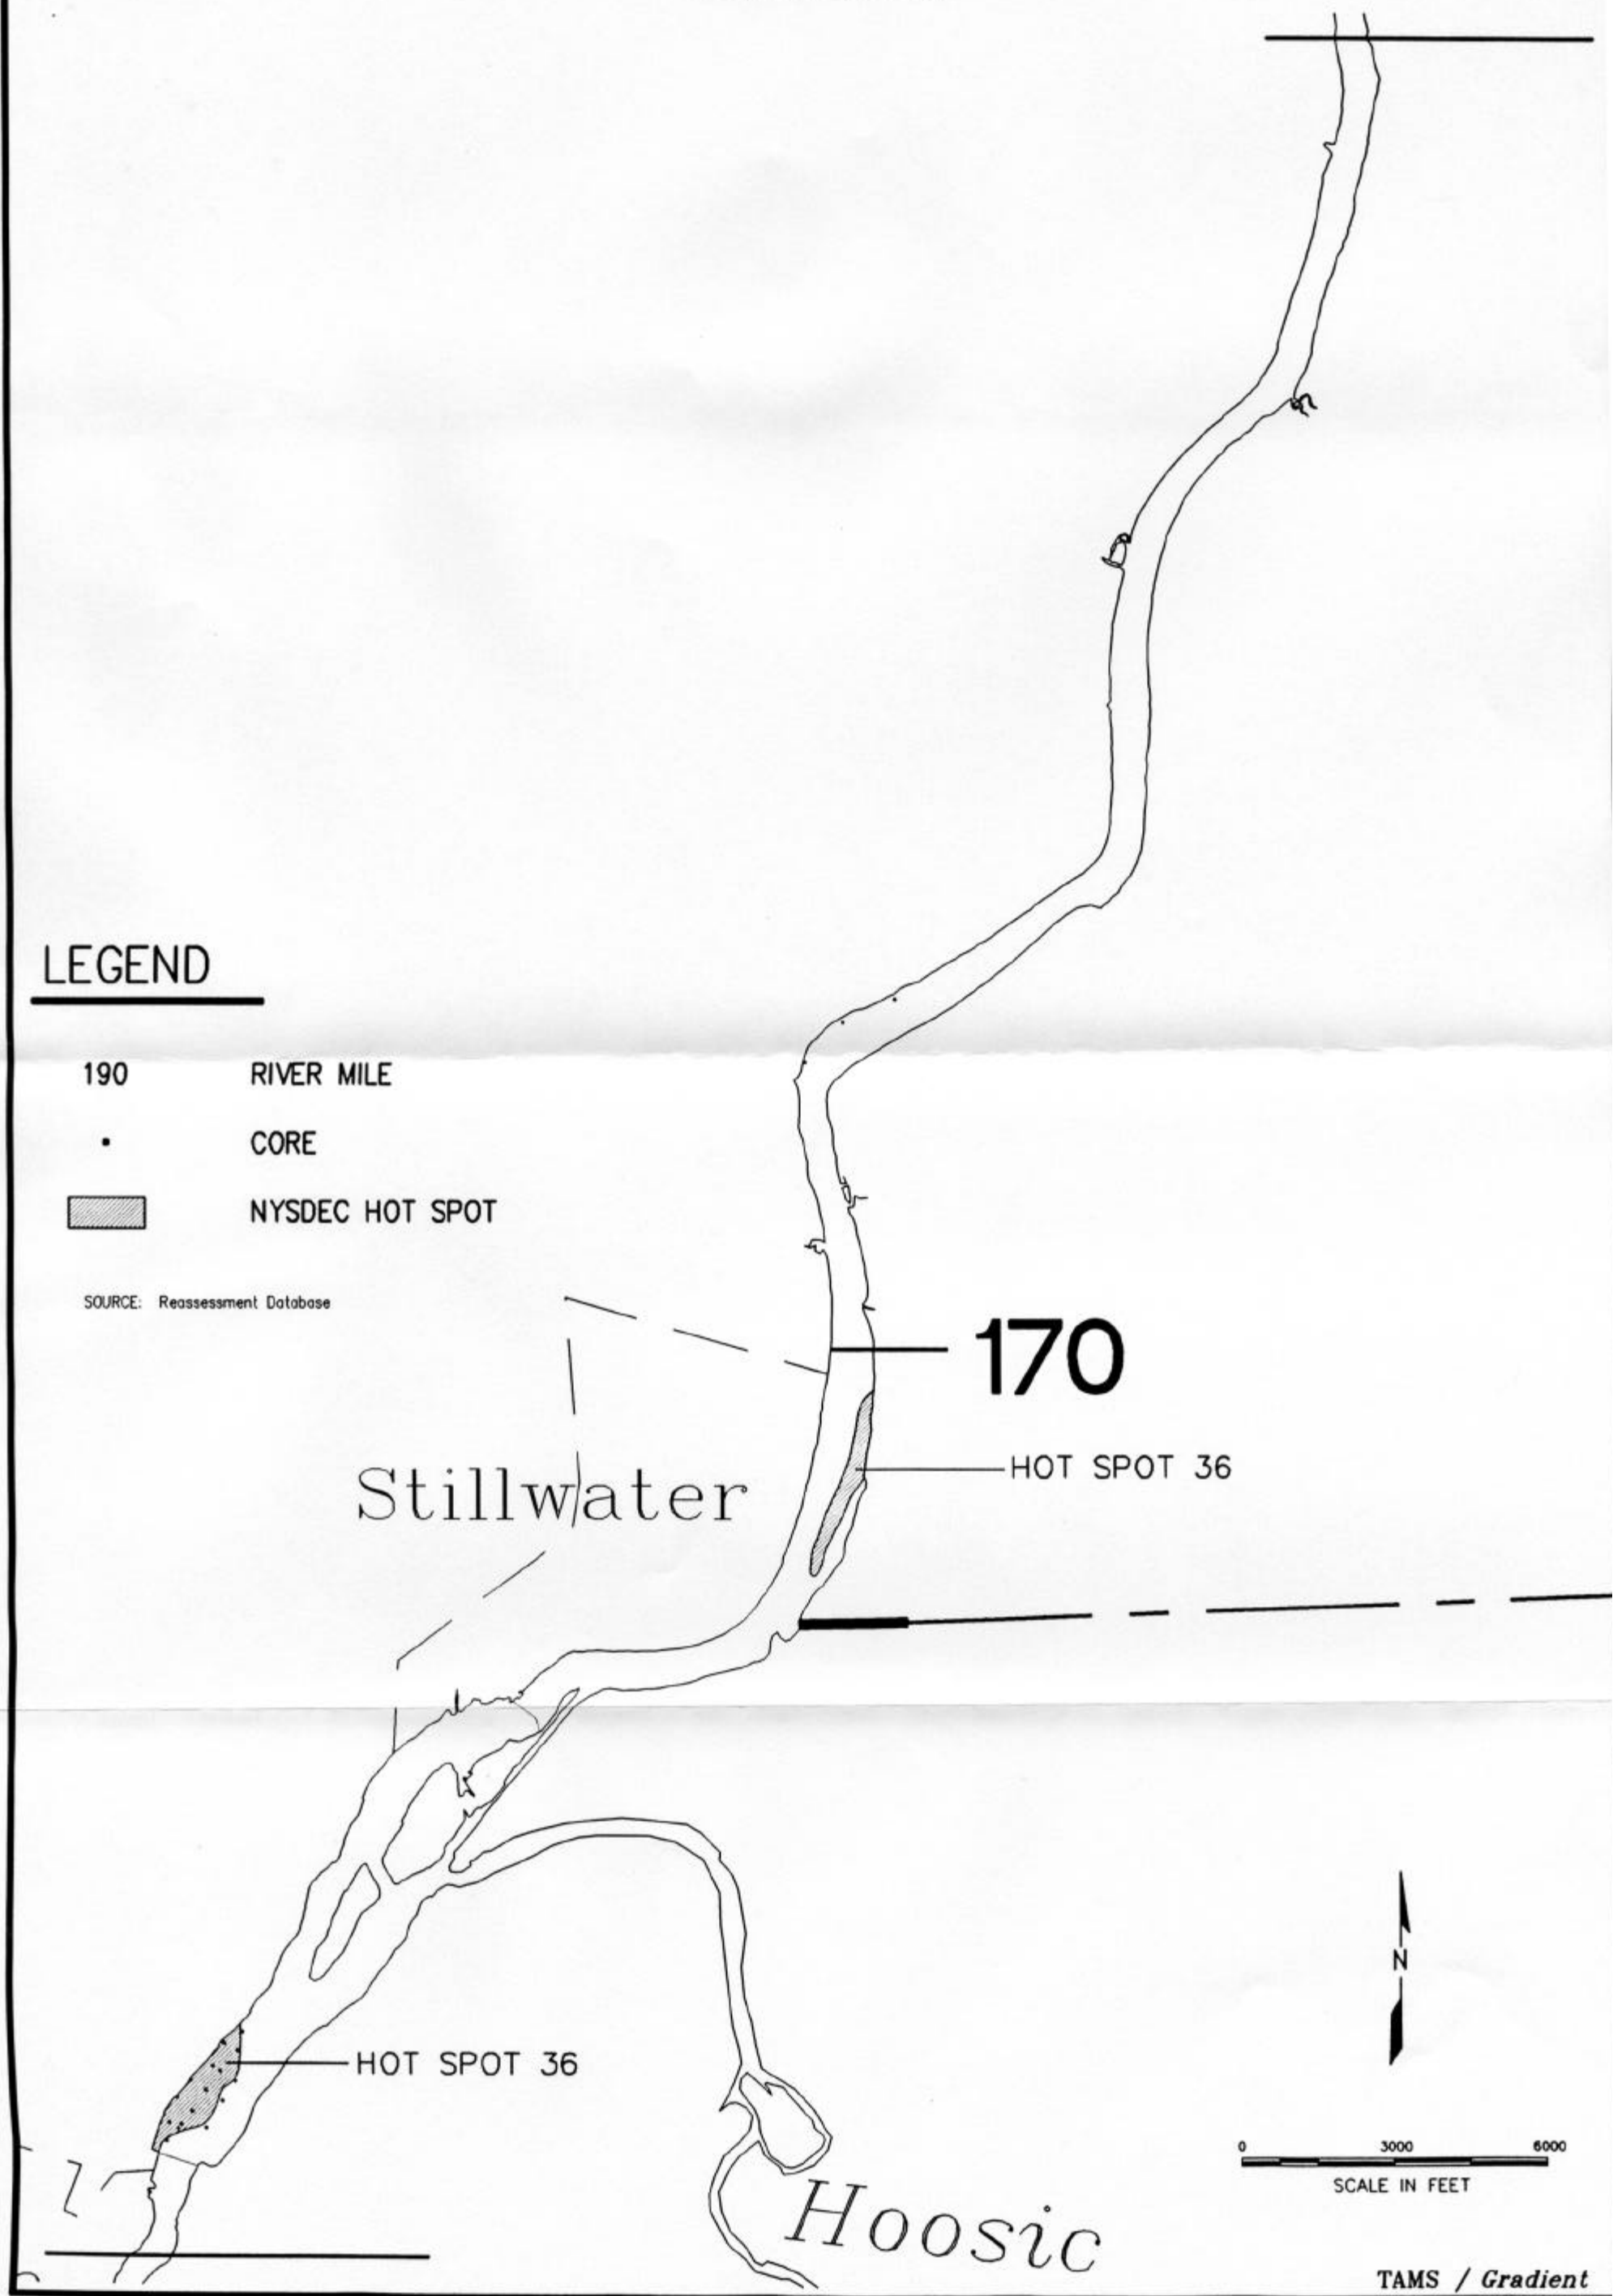 LEGEND
190 RIVER MILE
CORE
NYSDEC HOT SPOT
SOURCE: Reassessment Database
170
HOT SPOT 36
Stillwater
HOT SPOT 36
N
0 3000 6000
SCALE IN FEET
Hoosic
TAMS / Gradient